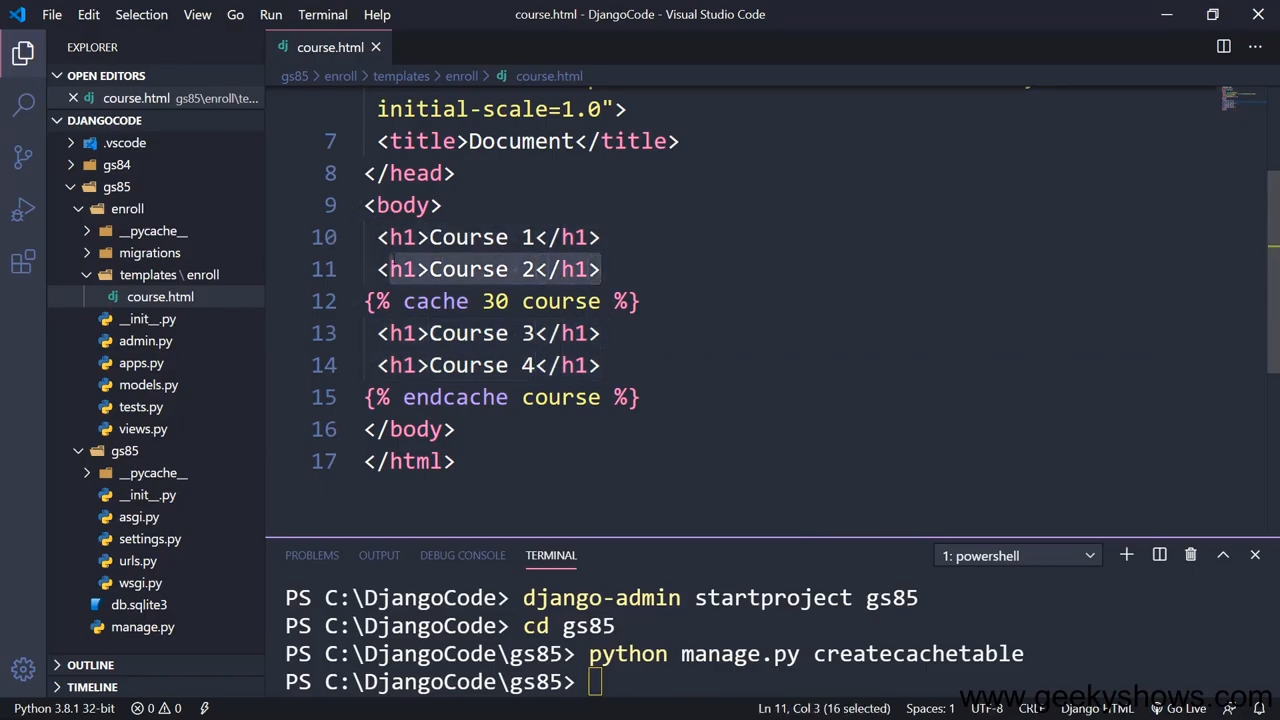 File Edit Selection View Go Run Terminal Help course.html - DjangoCode - Visual Studio Code
EXPLORER
course.html
OPEN EDITORS
course.html gs85\enroll\te...
DJANGOCODE
.vscode
gs84
gs85
enroll
__pycache__
migrations
templates \ enroll
course.html
__init__.py
admin.py
apps.py
models.py
tests.py
views.py
gs85
__pycache__
__init__.py
asgi.py
settings.py
urls.py
wsgi.py
db.sqlite3
manage.py
OUTLINE
TIMELINE
gs85 > enroll > templates > enroll > course.html
initial-scale=1.0">
7 <title>Document</title>
8 </head>
9 <body>
10 <h1>Course 1</h1>
11 <h1>Course 2</h1>
12 {% cache 30 course %}
13 <h1>Course 3</h1>
14 <h1>Course 4</h1>
15 {% endcache course %}
16 </body>
17 </html>
PROBLEMS OUTPUT DEBUG CONSOLE TERMINAL 1: powershell
PS C:\DjangoCode> django-admin startproject gs85
PS C:\DjangoCode> cd gs85
PS C:\DjangoCode\gs85> python manage.py createcachetable
PS C:\DjangoCode\gs85>
www.geekyshows.com
Python 3.8.1 32-bit 0 0 Ln 11, Col 3 (16 selected) Spaces: 1 UTF-8 CRLF Django HTML Go Live